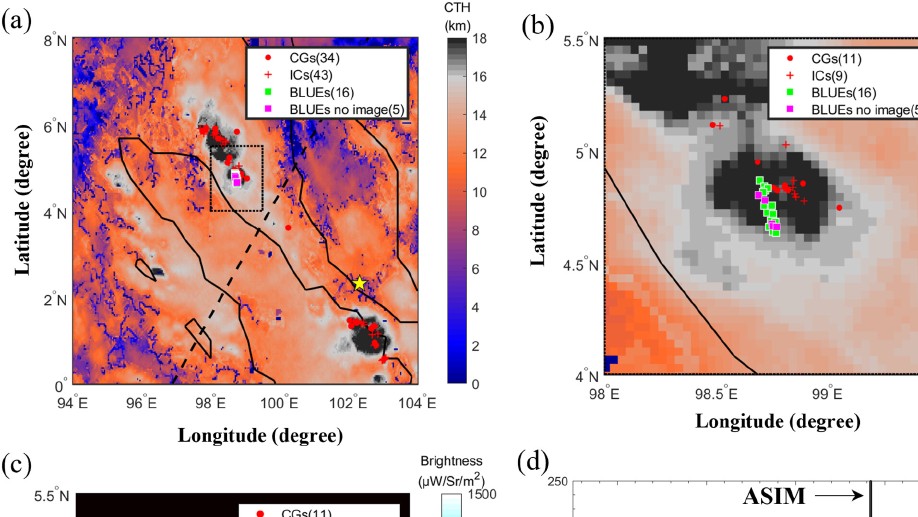 (a)
CTH
(km)
CGs(34)
ICs(43)
BLUEs(16)
BLUEs no image(5)
8°N
6°N
4°N
2°N
0°
Latitude (degree)
94°E 96°E 98°E 100°E 102°E 104°E
Longitude (degree)
18
16
14
12
10
8
6
4
2
0
(b)
CGs(11)
ICs(9)
BLUEs(16)
BLUEs no image(5
5.5°N
5°N
4.5°N
4°N
Latitude (degree)
98°E 98.5°E 99°E
Longitude (degree)
(c)
Brightness
(μW/Sr/m²)
1500
5.5°N
CGs(11)
(d)
250
ASIM